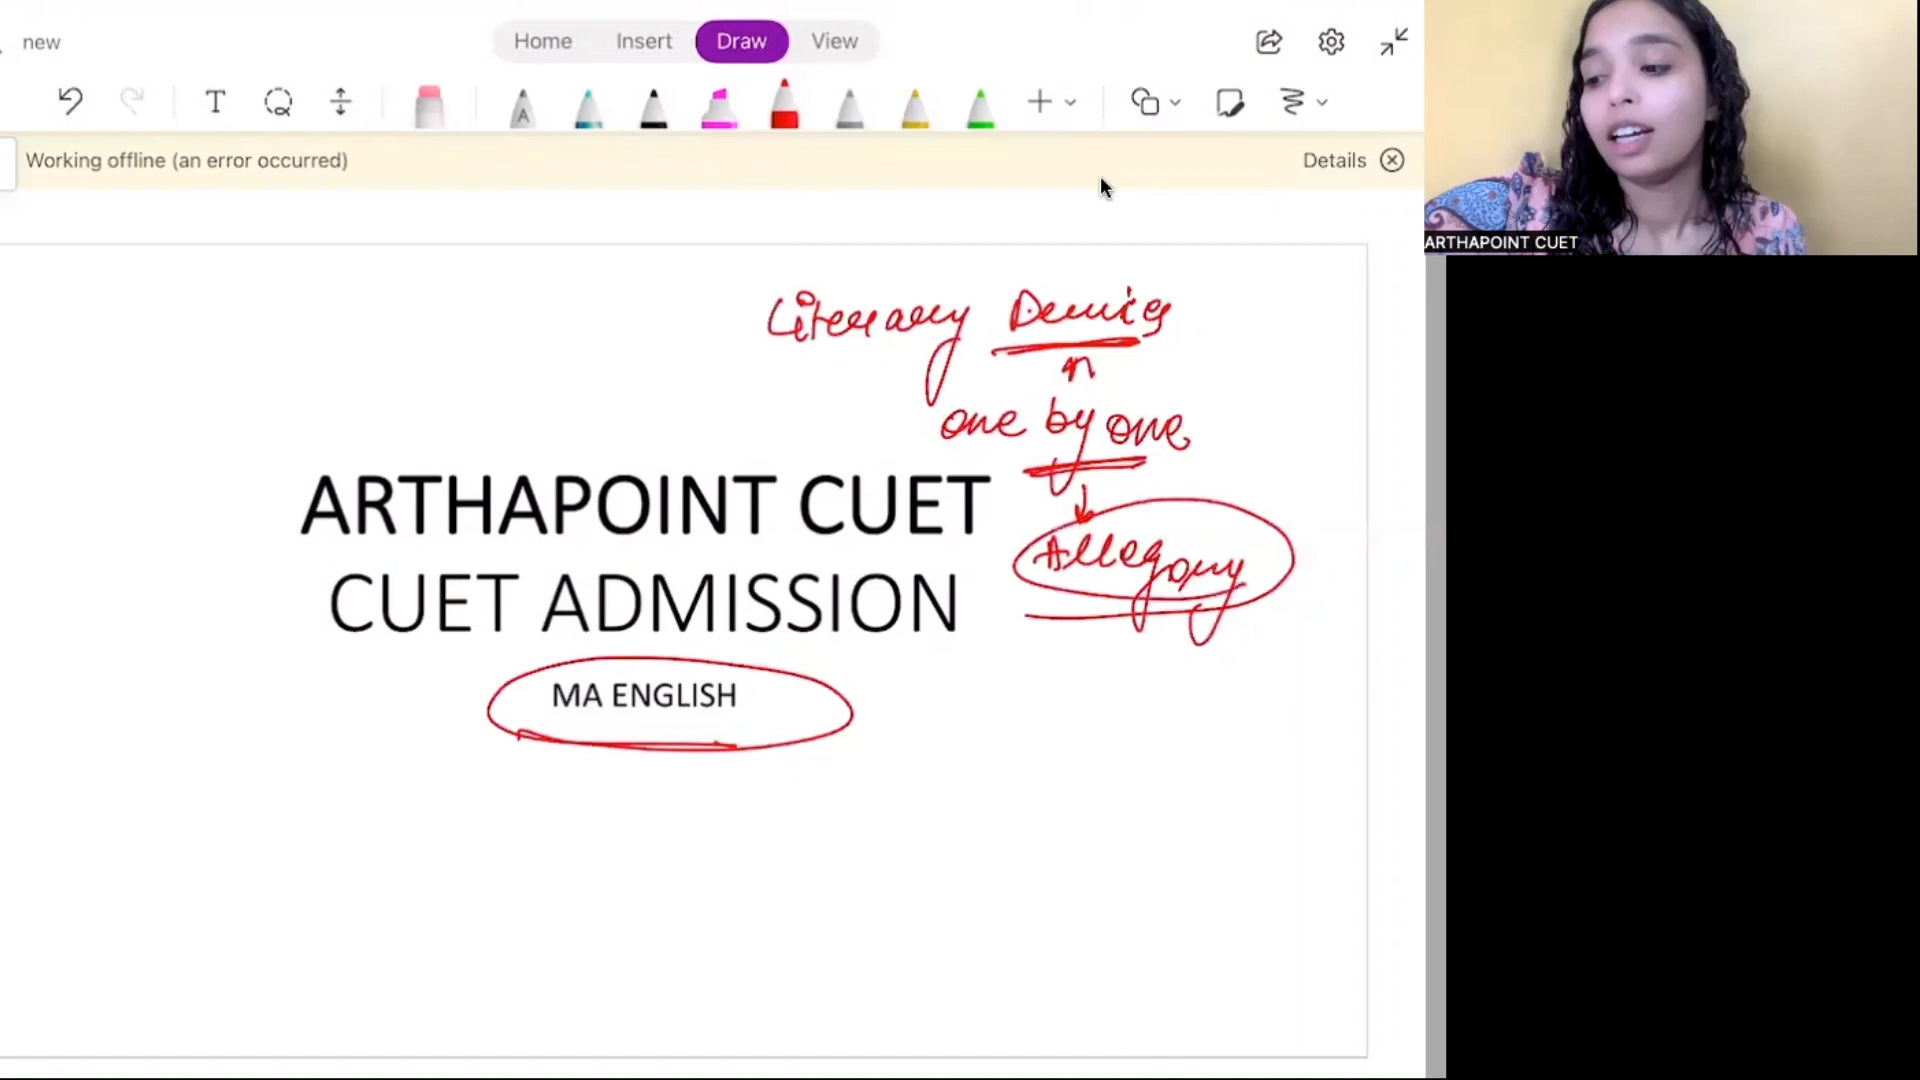 new
Home Insert Draw View
T
A
Working offline (an error occurred)
Details
ARTHAPOINT CUET
Literary Devices
one by one
Allegory
ARTHAPOINT CUET
CUET ADMISSION
MA ENGLISH